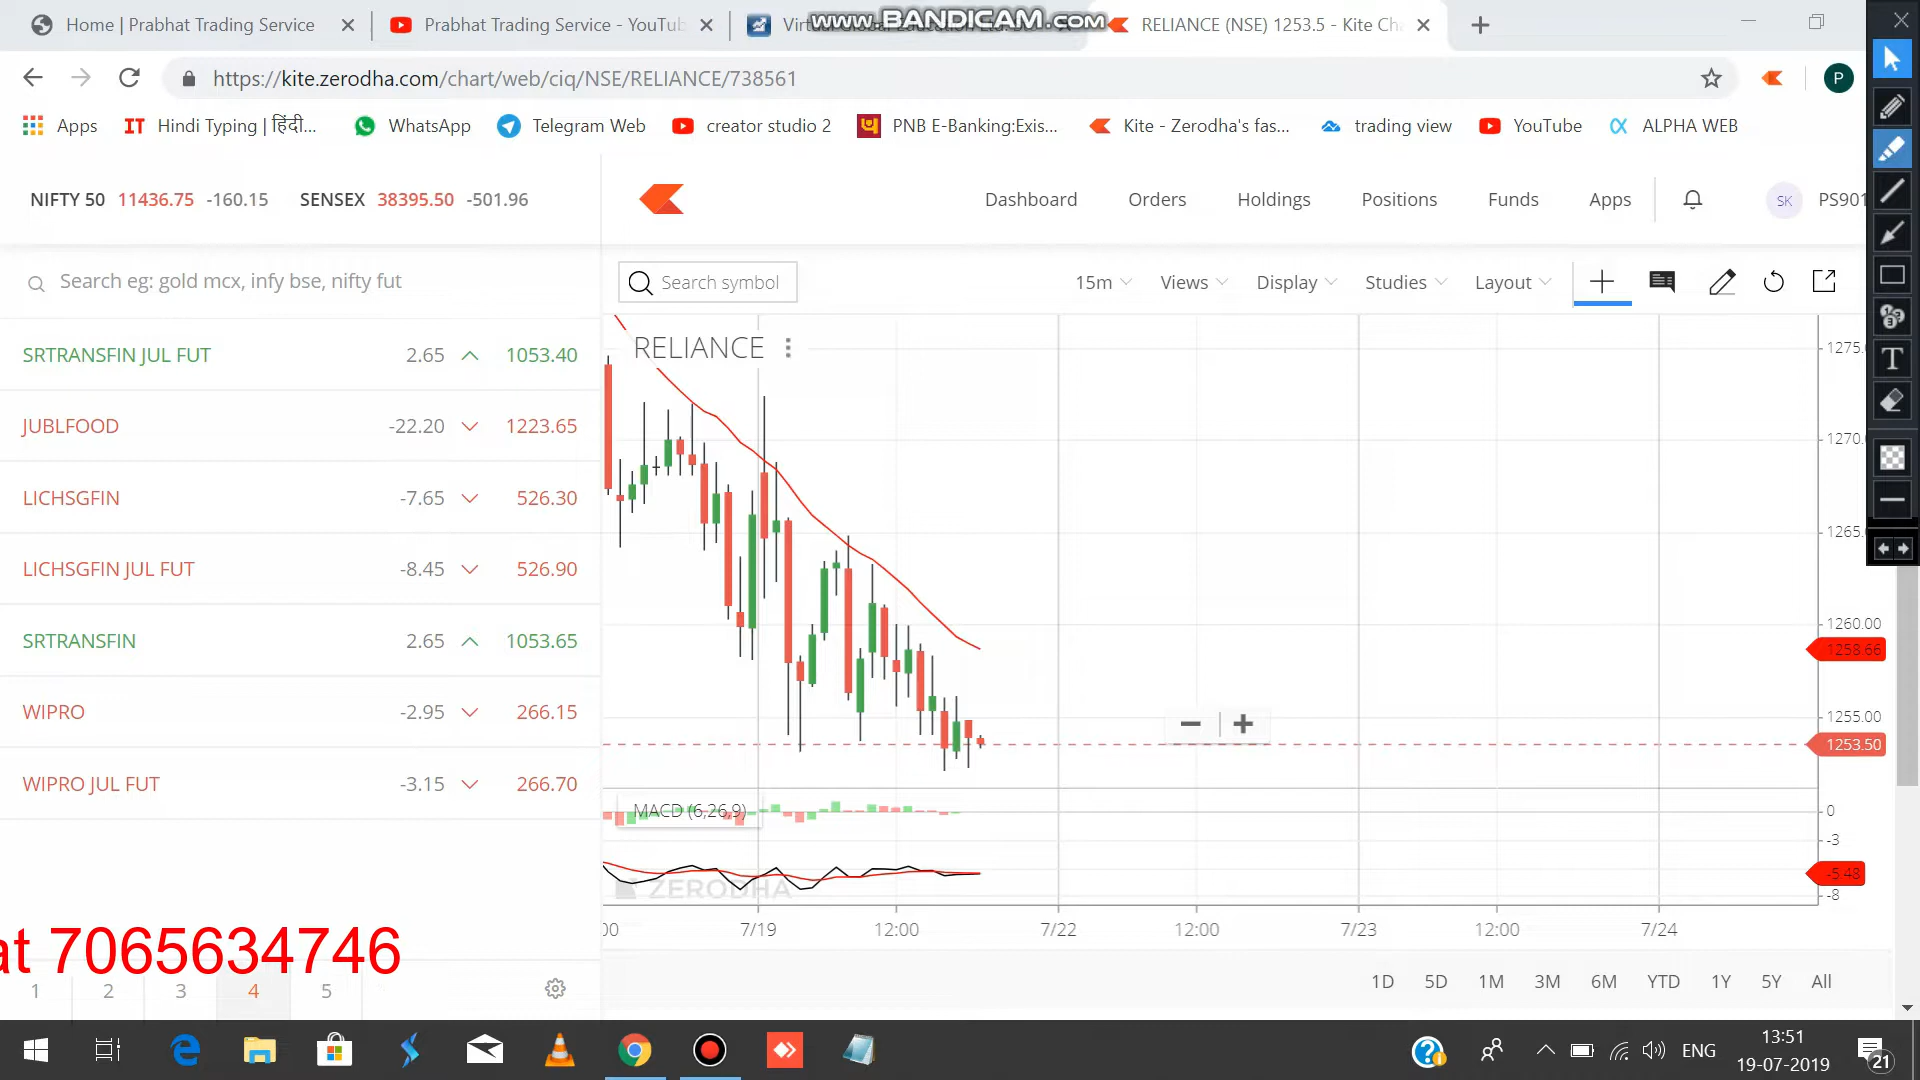 Home | Prabhat Trading Service
Prabhat Trading Service - YouTub
www.BANDICAM.com
RELIANCE (NSE) 1253.5 - Kite Cha
https://kite.zerodha.com/chart/web/ciq/NSE/RELIANCE/738561
P
Apps
IT Hindi Typing | हिंदी...
WhatsApp
Telegram Web
creator studio 2
PNB E-Banking:Exis...
Kite - Zerodha's fas...
trading view
YouTube
ALPHA WEB
NIFTY 50 11436.75 -160.15 SENSEX 38395.50 -501.96
Dashboard Orders Holdings Positions Funds Apps SK PS901
Search eg: gold mcx, infy bse, nifty fut
Search symbol 15m Views Display Studies Layout
SRTRANSFIN JUL FUT 2.65 1053.40
JUBLFOOD -22.20 1223.65
LICHSGFIN -7.65 526.30
LICHSGFIN JUL FUT -8.45 526.90
SRTRANSFIN 2.65 1053.65
WIPRO -2.95 266.15
WIPRO JUL FUT -3.15 266.70
RELIANCE
1275.
1270.
1265.
1260.00
1258.66
1255.00
1253.50
MACD (6,26,9)
0
-3
-5.48
-8
ZERODHA
00 7/19 12:00 7/22 12:00 7/23 12:00 7/24
at 7065634746
1 2 3 4 5
1D 5D 1M 3M 6M YTD 1Y 5Y All
T
ENG
13:51
19-07-2019
21